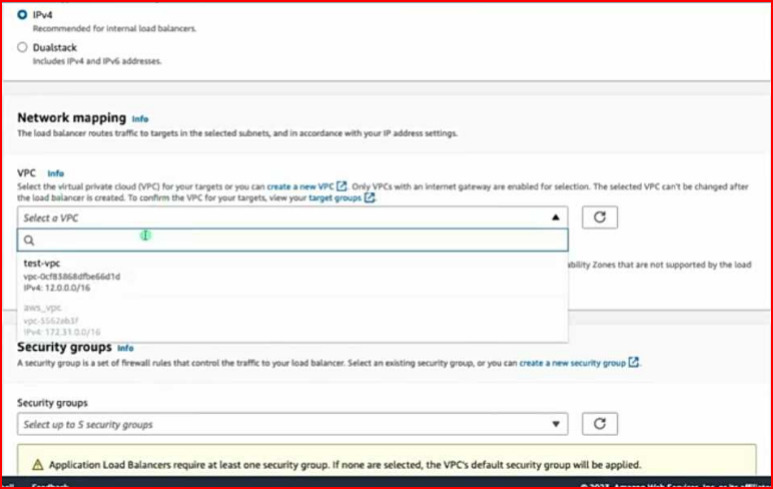 IPv4
Recommended for internal load balancers.
Dualstack
Includes IPv4 and IPv6 addresses.
Network mapping Info
The load balancer routes traffic to targets in the selected subnets, and in accordance with your IP address settings.
VPC Info
Select the virtual private cloud (VPC) for your targets or you can create a new VPC. Only VPCs with an internet gateway are enabled for selection. The selected VPC can't be changed after
the load balancer is created. To confirm the VPC for your targets, view your target groups.
Select a VPC
test-vpc
vpc-0cf83868dfbe66d1d
IPv4: 12.0.0.0/16
ability Zones that are not supported by the load
aws_vpc
IPv4: 172.31.0.0/16
Security groups Info
A security group is a set of firewall rules that control the traffic to your load balancer. Select an existing security group, or you can create a new security group.
Security groups
Select up to 5 security groups
Application Load Balancers require at least one security group. If none are selected, the VPC's default security group will be applied.
Feedback
© 2023, Amazon Web Services, Inc. or its affiliates